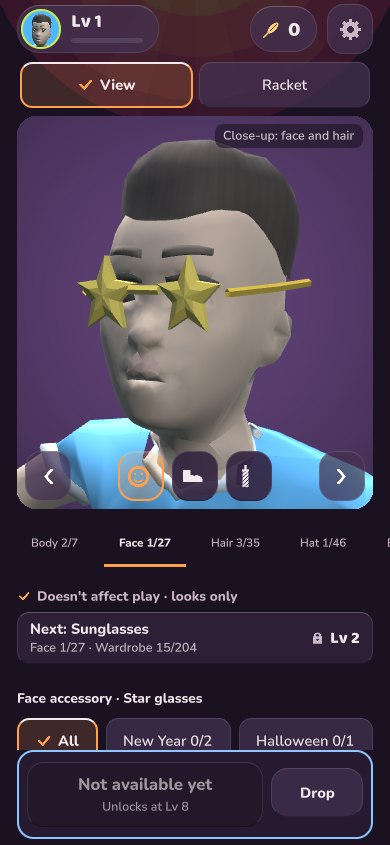 Lv 1
0
View
Racket
Close-up: face and hair
Body 2/7
Face 1/27
Hair 3/35
Hat 1/46
Doesn't affect play · looks only
Next: Sunglasses
Face 1/27 · Wardrobe 15/204
Lv 2
Face accessory · Star glasses
All
New Year 0/2
Halloween 0/1
Not available yet
Unlocks at Lv 8
Drop